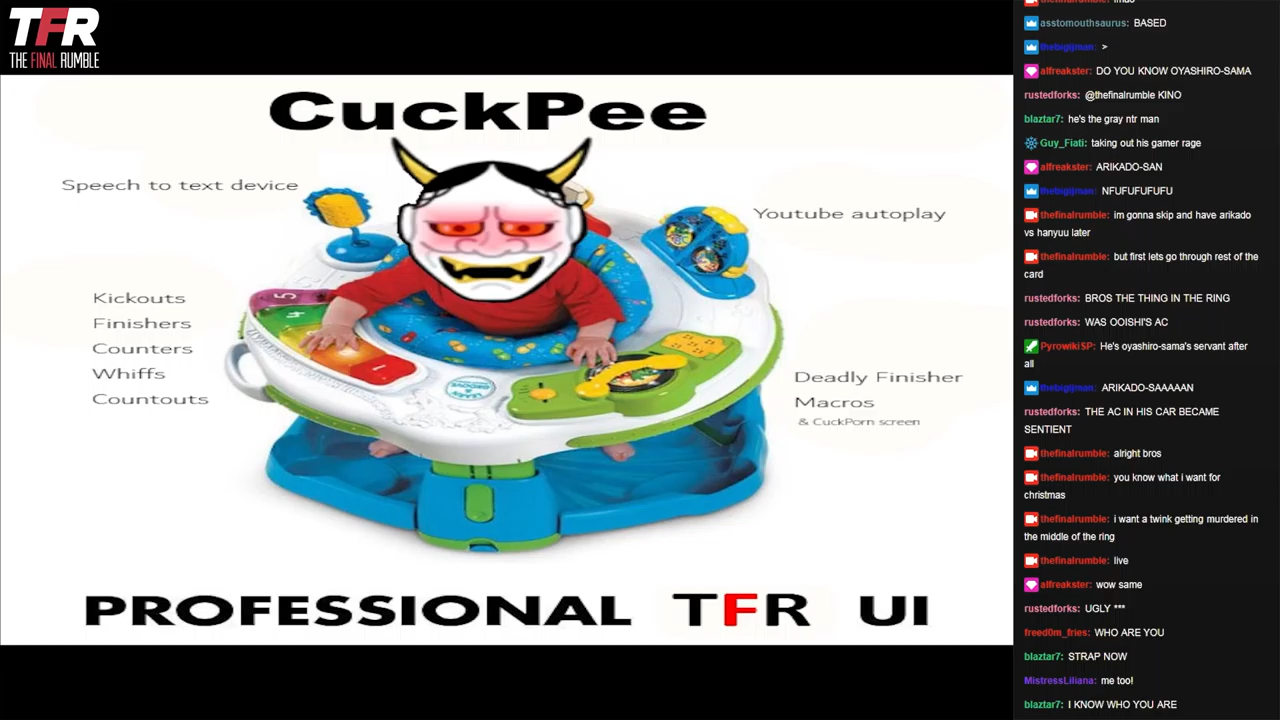 TFR
THE FINAL RUMBLE
CuckPee
Speech to text device
Youtube autoplay
Kickouts
Finishers
Counters
Whiffs
Countouts
5
4
1
Deadly Finisher
Macros
& CuckPorn screen
PROFESSIONAL TFR UI
asstomouthsaurus: BASED
thebigijman: >
alfreakster: DO YOU KNOW OYASHIRO-SAMA
rustedforks: @thefinalrumble KINO
blaztar7: he's the gray ntr man
Guy_Fiati: taking out his gamer rage
alfreakster: ARIKADO-SAN
thebigijman: NFUFUFUFUFU
thefinalrumble: im gonna skip and have arikado
vs hanyuu later
thefinalrumble: but first lets go through rest of the
card
rustedforks: BROS THE THING IN THE RING
rustedforks: WAS OOISHI'S AC
PyrowikiSP: He's oyashiro-sama's servant after
all
thebigijman: ARIKADO-SAAAAAN
rustedforks: THE AC IN HIS CAR BECAME
SENTIENT
thefinalrumble: alright bros
thefinalrumble: you know what i want for
christmas
thefinalrumble: i want a twink getting murdered in
the middle of the ring
thefinalrumble: live
alfreakster: wow same
rustedforks: UGLY ***
freed0m_fries: WHO ARE YOU
blaztar7: STRAP NOW
MistressLiliana: me too!
blaztar7: I KNOW WHO YOU ARE